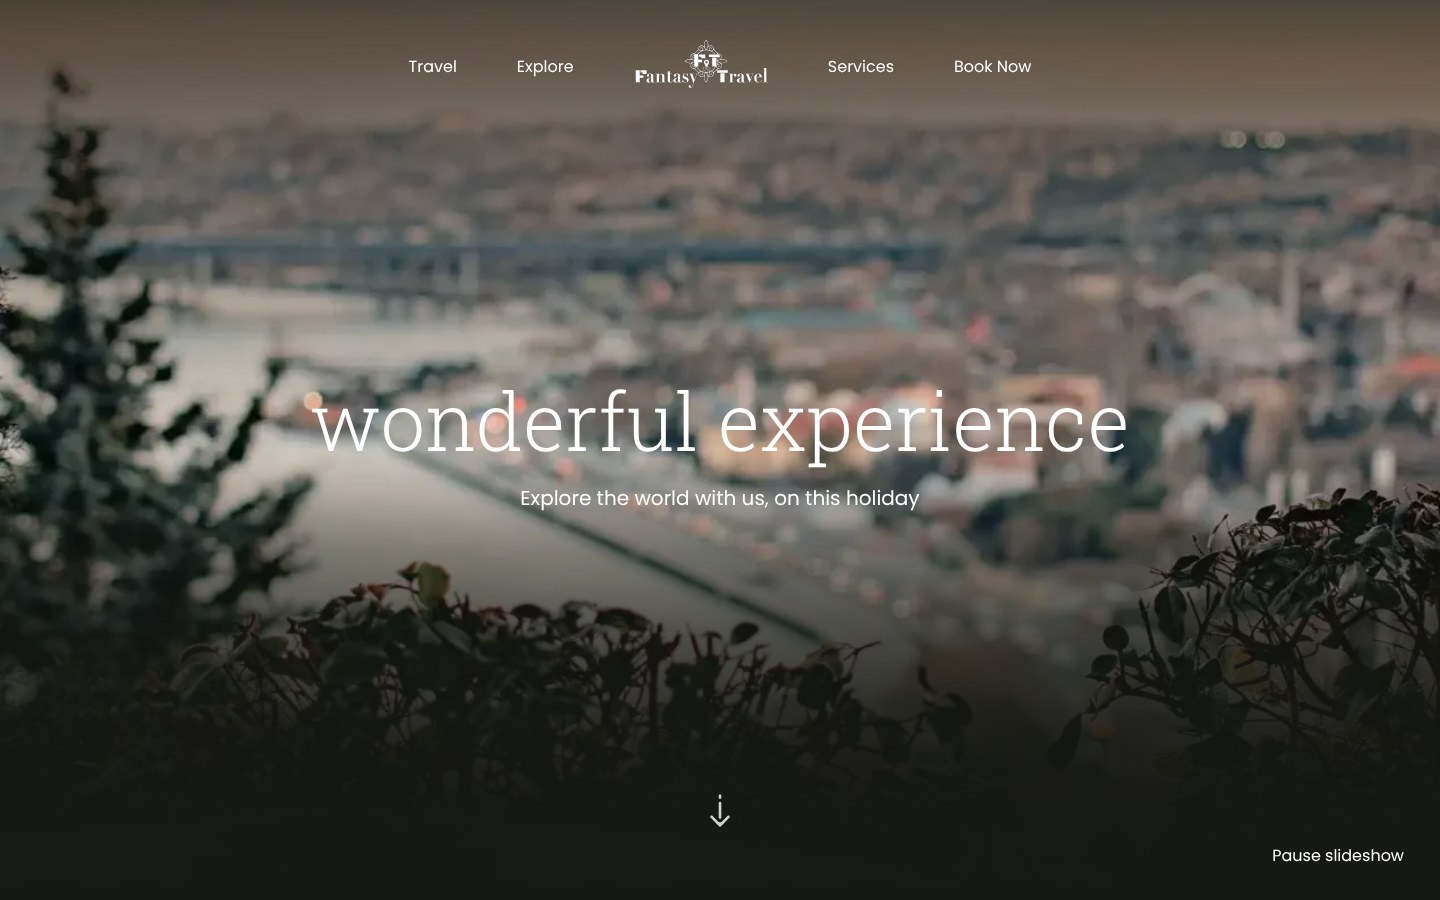 Travel
Explore
FT
Fantasy Travel
Services
Book Now
wonderful experience
Explore the world with us, on this holiday
Pause slideshow